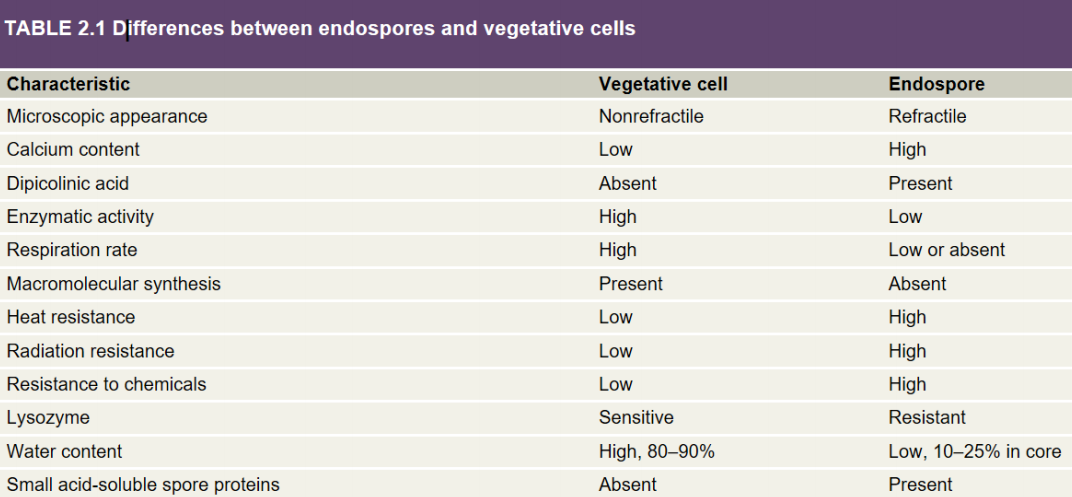 TABLE 2.1 Differences between endospores and vegetative cells
Characteristic Vegetative cell Endospore
Microscopic appearance Nonrefractile Refractile
Calcium content Low High
Dipicolinic acid Absent Present
Enzymatic activity High Low
Respiration rate High Low or absent
Macromolecular synthesis Present Absent
Heat resistance Low High
Radiation resistance Low High
Resistance to chemicals Low High
Lysozyme Sensitive Resistant
Water content High, 80–90% Low, 10–25% in core
Small acid-soluble spore proteins Absent Present